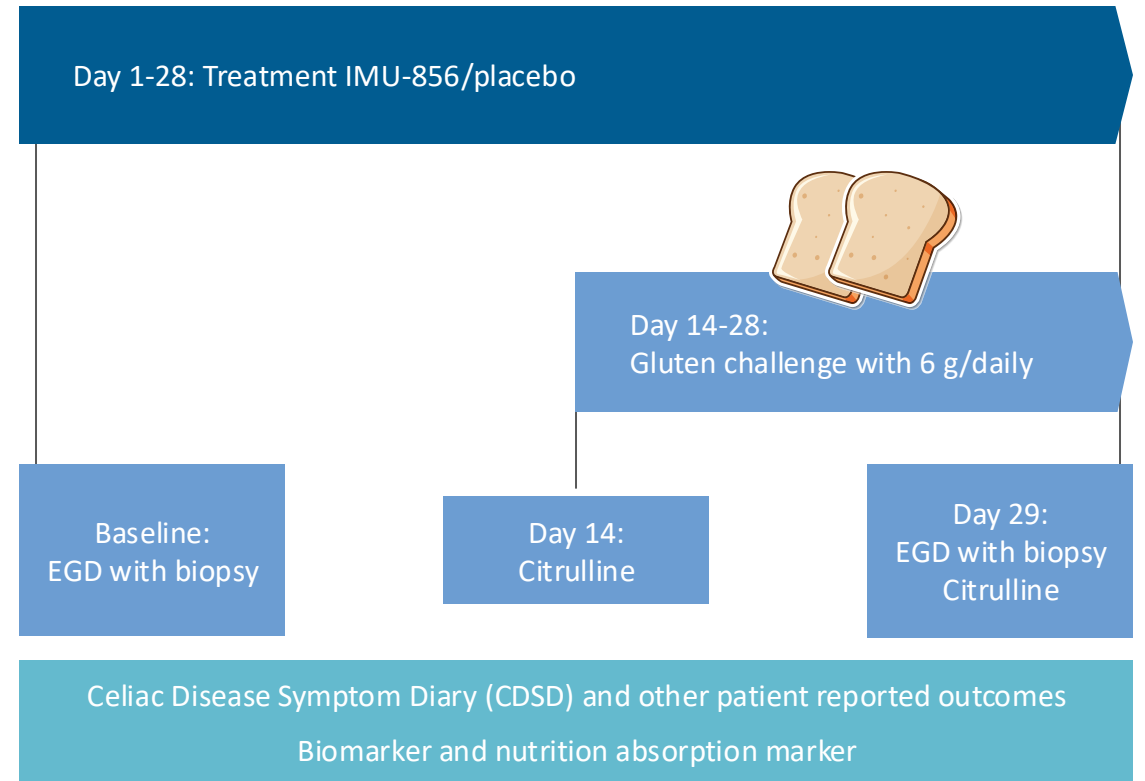 Day 1-28: Treatment IMU-856/placebo
Day 14-28:
Gluten challenge with 6 g/daily
Baseline:
EGD with biopsy
Day 14:
Citrulline
Day 29:
EGD with biopsy
Citrulline
Celiac Disease Symptom Diary (CDSD) and other patient reported outcomes
Biomarker and nutrition absorption marker